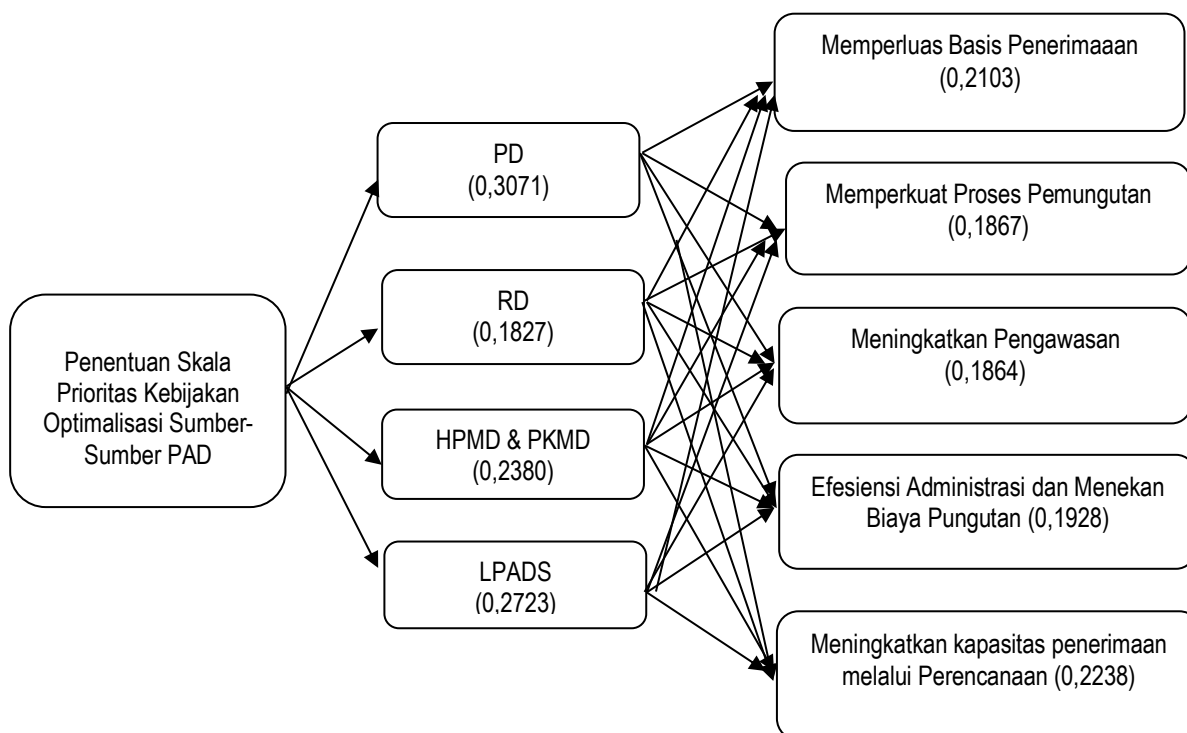 Penentuan Skala
Prioritas Kebijakan
Optimalisasi Sumber-
Sumber PAD
PD
(0,3071)
RD
(0,1827)
HPMD & PKMD
(0,2380)
LPADS
(0,2723)
Memperluas Basis Penerimaaan
(0,2103)
Memperkuat Proses Pemungutan
(0,1867)
Meningkatkan Pengawasan
(0,1864)
Efesiensi Administrasi dan Menekan
Biaya Pungutan (0,1928)
Meningkatkan kapasitas penerimaan
melalui Perencanaan (0,2238)